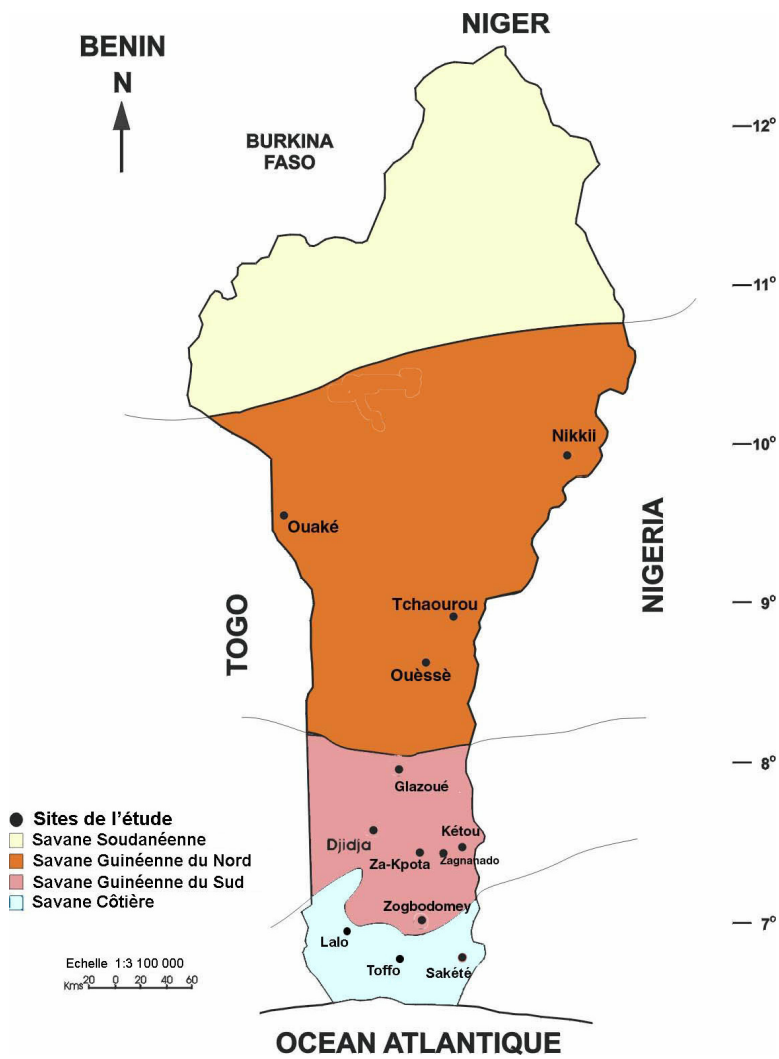 NIGER
BENIN
N
BURKINA
FASO
12°
11°
10°
9°
8°
7°
Nikkii
Ouaké
NIGERIA
TOGO
Tchaourou
Ouèssè
Glazoué
Djidja
Kétou
Za-Kpota
Zagnanado
Zogbodomey
Lalo
Toffo
Sakété
Sites de l'étude
Savane Soudanéenne
Savane Guinéenne du Nord
Savane Guinéenne du Sud
Savane Côtière
Echelle 1:3 100 000
Kms 20 0 20 40 60
OCEAN ATLANTIQUE